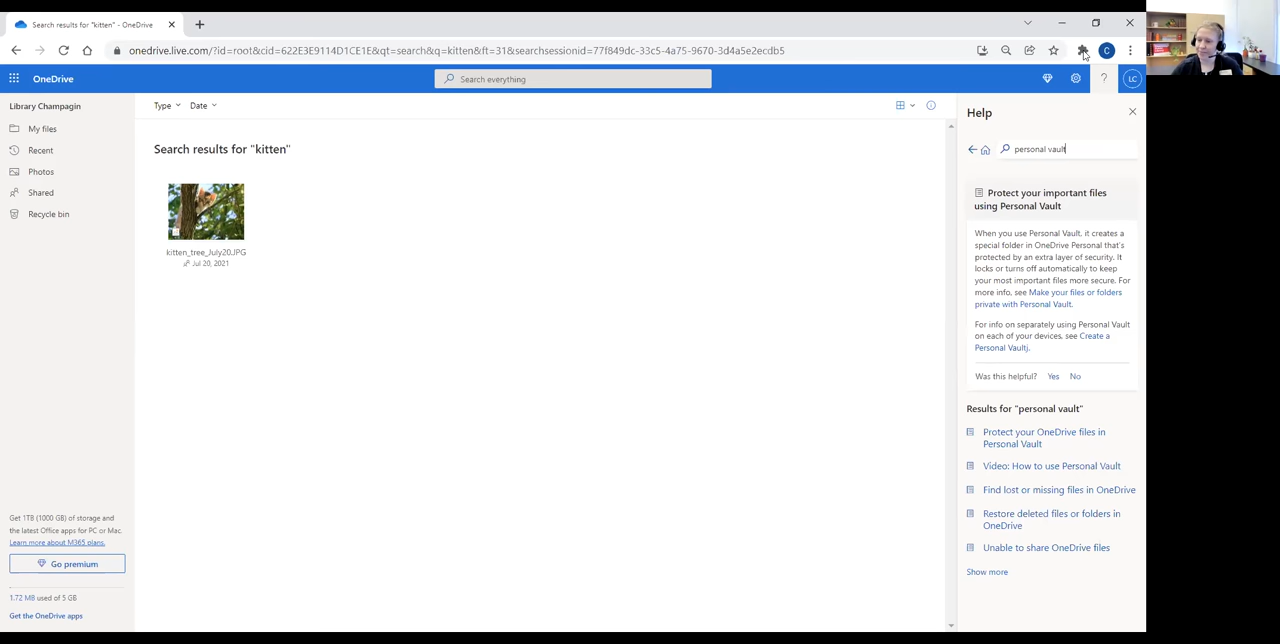 Search results for "kitten" - OneDrive
onedrive.live.com/?id=root&cid=622E3E9114D1CE1E&qt=search&q=kitten&ft=31&searchsessionid=77f849dc-33c5-4a75-9670-3d4a5e2ecdb5
C
OneDrive
Search everything
?
LC
Library Champagin
My files
Recent
Photos
Shared
Recycle bin
Get 1TB (1000 GB) of storage and
the latest Office apps for PC or Mac.
Learn more about M365 plans.
Go premium
1.72 MB used of 5 GB
Get the OneDrive apps
Type
Date
Search results for "kitten"
kitten_tree_July20.JPG
Jul 20, 2021
Help
personal vault
Protect your important files
using Personal Vault
When you use Personal Vault, it creates a
special folder in OneDrive Personal that's
protected by an extra layer of security. It
locks or turns off automatically to keep
your most important files more secure. For
more info, see Make your files or folders
private with Personal Vault.
For info on separately using Personal Vault
on each of your devices, see Create a
Personal Vaultj.
Was this helpful? Yes No
Results for "personal vault"
Protect your OneDrive files in
Personal Vault
Video: How to use Personal Vault
Find lost or missing files in OneDrive
Restore deleted files or folders in
OneDrive
Unable to share OneDrive files
Show more